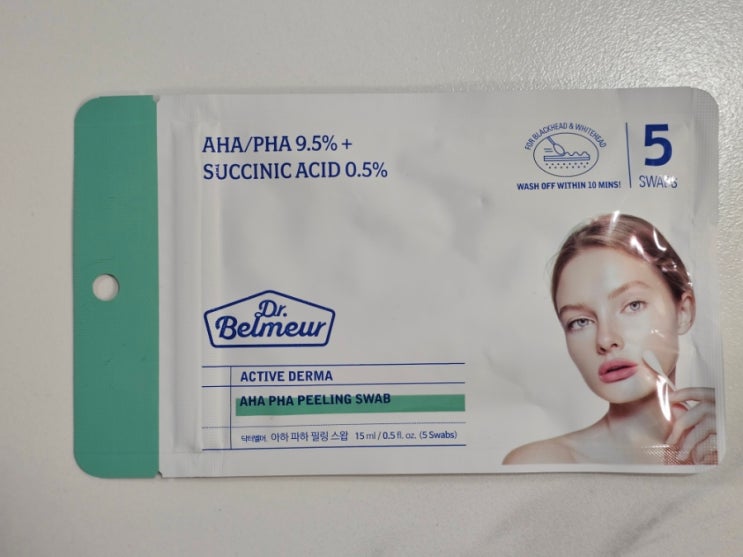 AHA/PHA 9.5% +
SUCCINIC ACID 0.5%
FOR BLACKHEAD & WHITEHEAD
WASH OFF WITHIN 10 MINS!
5
SWABS
Dr.
Belmeur
ACTIVE DERMA
AHA PHA PEELING SWAB
닥터벨머. 아하 파하 필링 스왑 15 ml / 0.5 fl. oz. (5 Swabs)